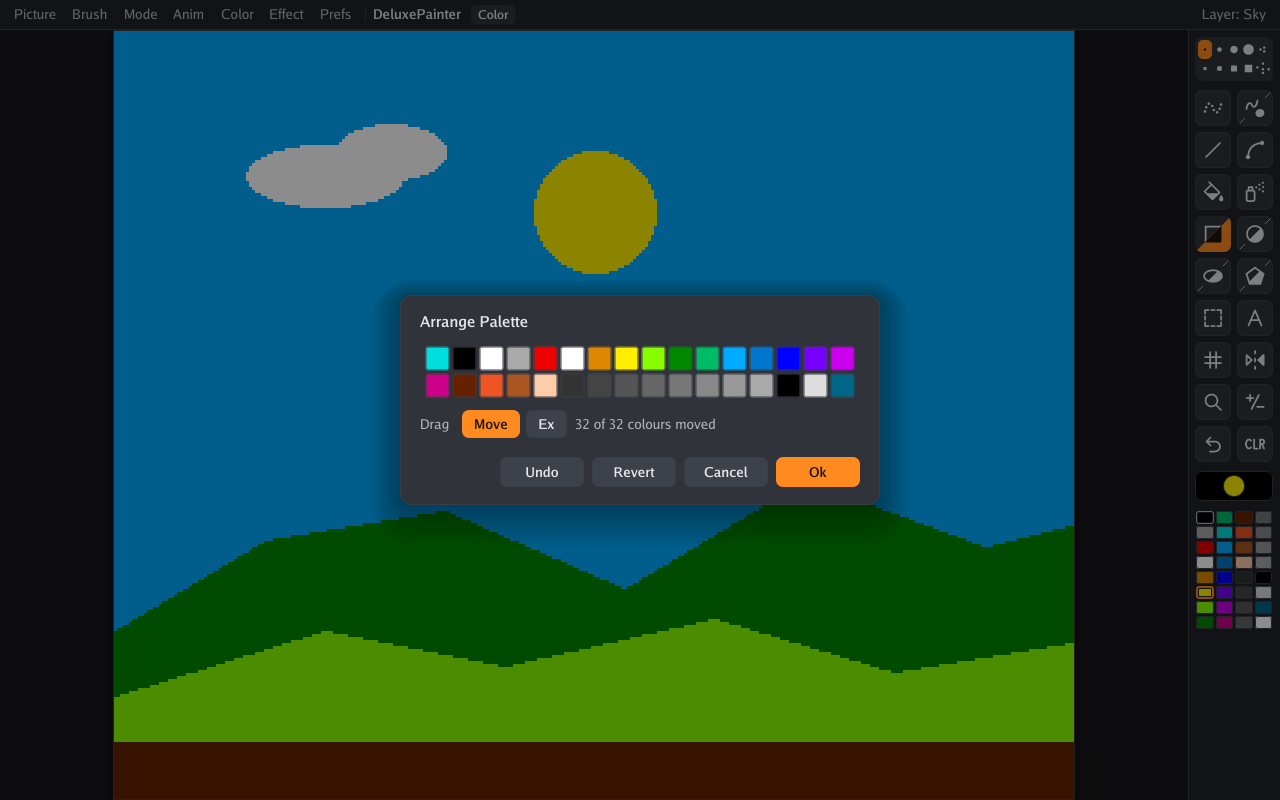 Picture Brush Mode Anim Color Effect Prefs DeluxePainter Color Layer: Sky
Arrange Palette
Drag Move Ex 32 of 32 colours moved
Undo Revert Cancel Ok
A
CLR